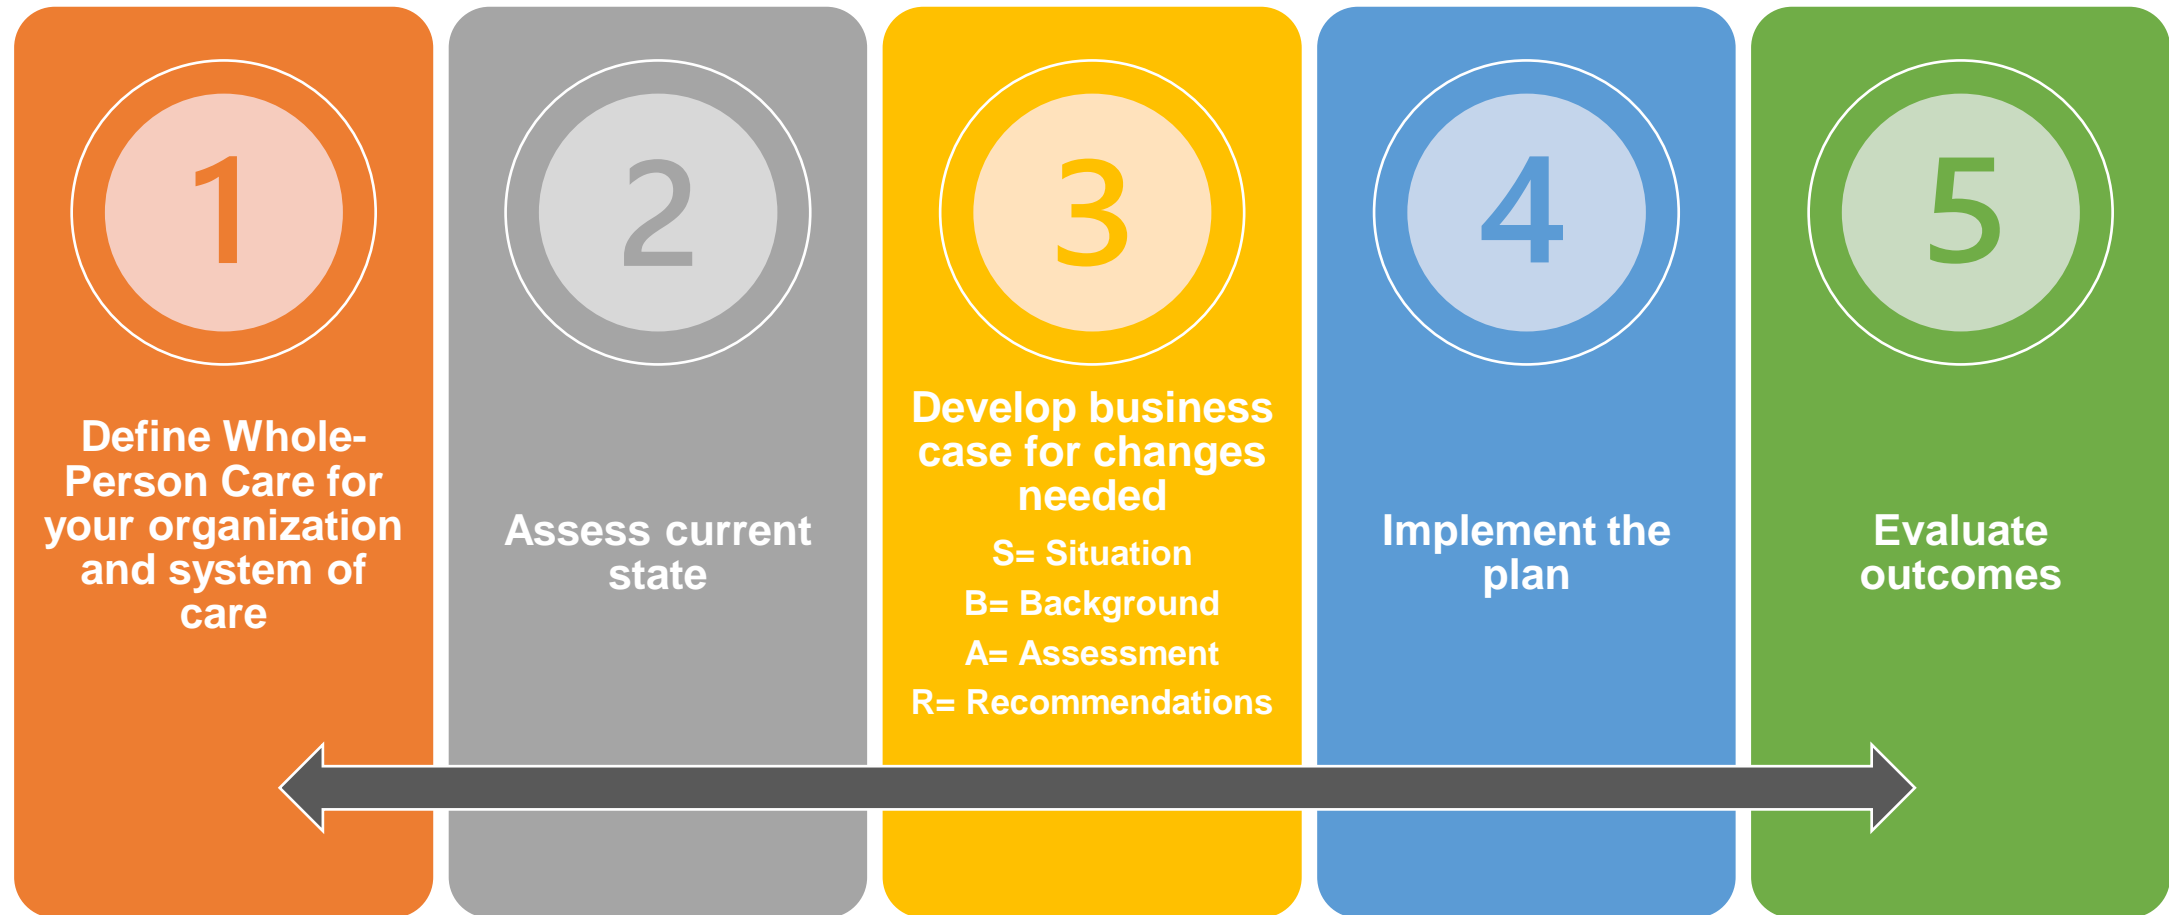 1
Define Whole-
Person Care for
your organization
and system of
care
2
Assess current
state
3
Develop business
case for changes
needed
S= Situation
B= Background
A= Assessment
R= Recommendations
4
Implement the
plan
5
Evaluate
outcomes